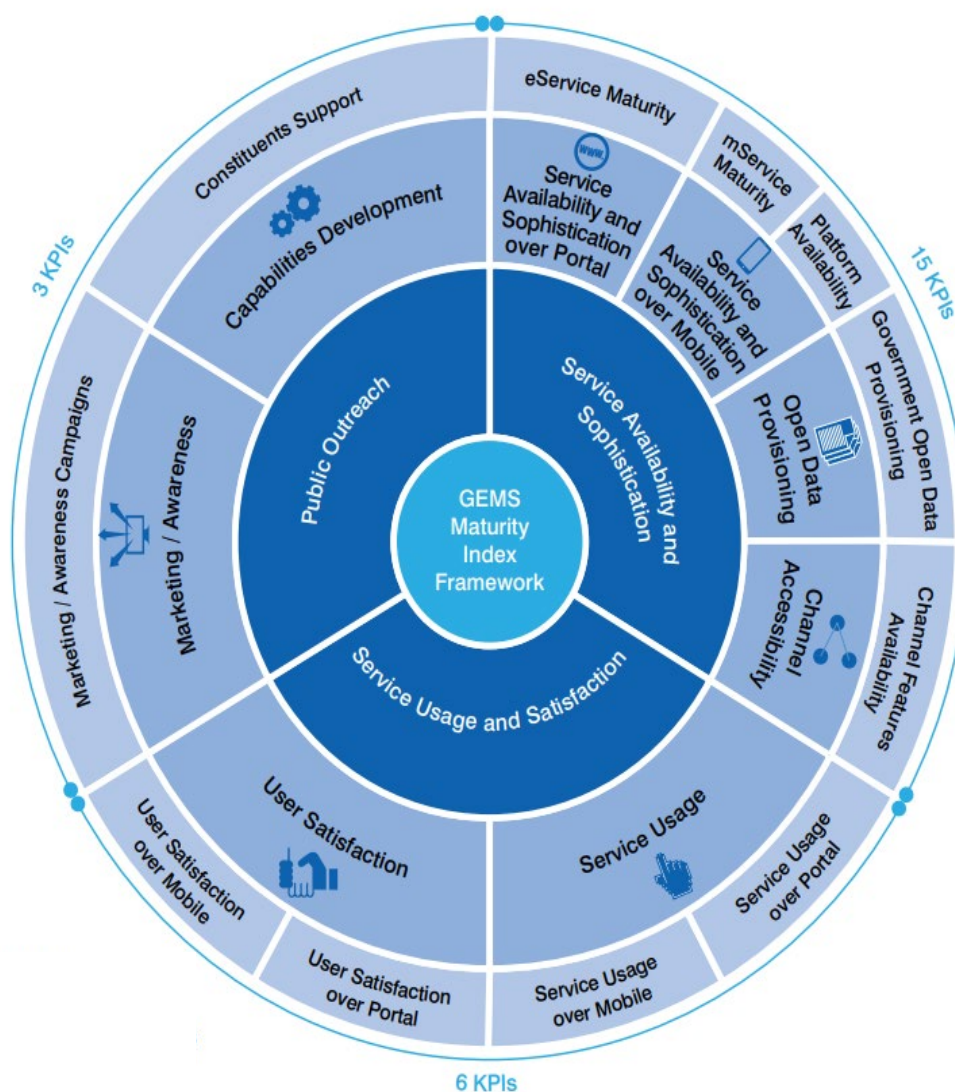 GEMS
Maturity
Index
Framework
Service Availability and
Sophistication
Service Usage and Satisfaction
Public Outreach
Service
Availability and
Sophistication
over Portal
www.
Service
Availability and
Sophistication
over Mobile
Open Data
Provisioning
Channel
Accessibility
Service Usage
User Satisfaction
Marketing / Awareness
Capabilities Development
eService Maturity
mService
Maturity
Platform
Availability
Government Open Data
Provisioning
Channel Features
Availability
Service Usage
over Portal
Service Usage
over Mobile
User Satisfaction
over Portal
User Satisfaction
over Mobile
Marketing / Awareness Campaigns
Constituents Support
15 KPIs
6 KPIs
3 KPIs